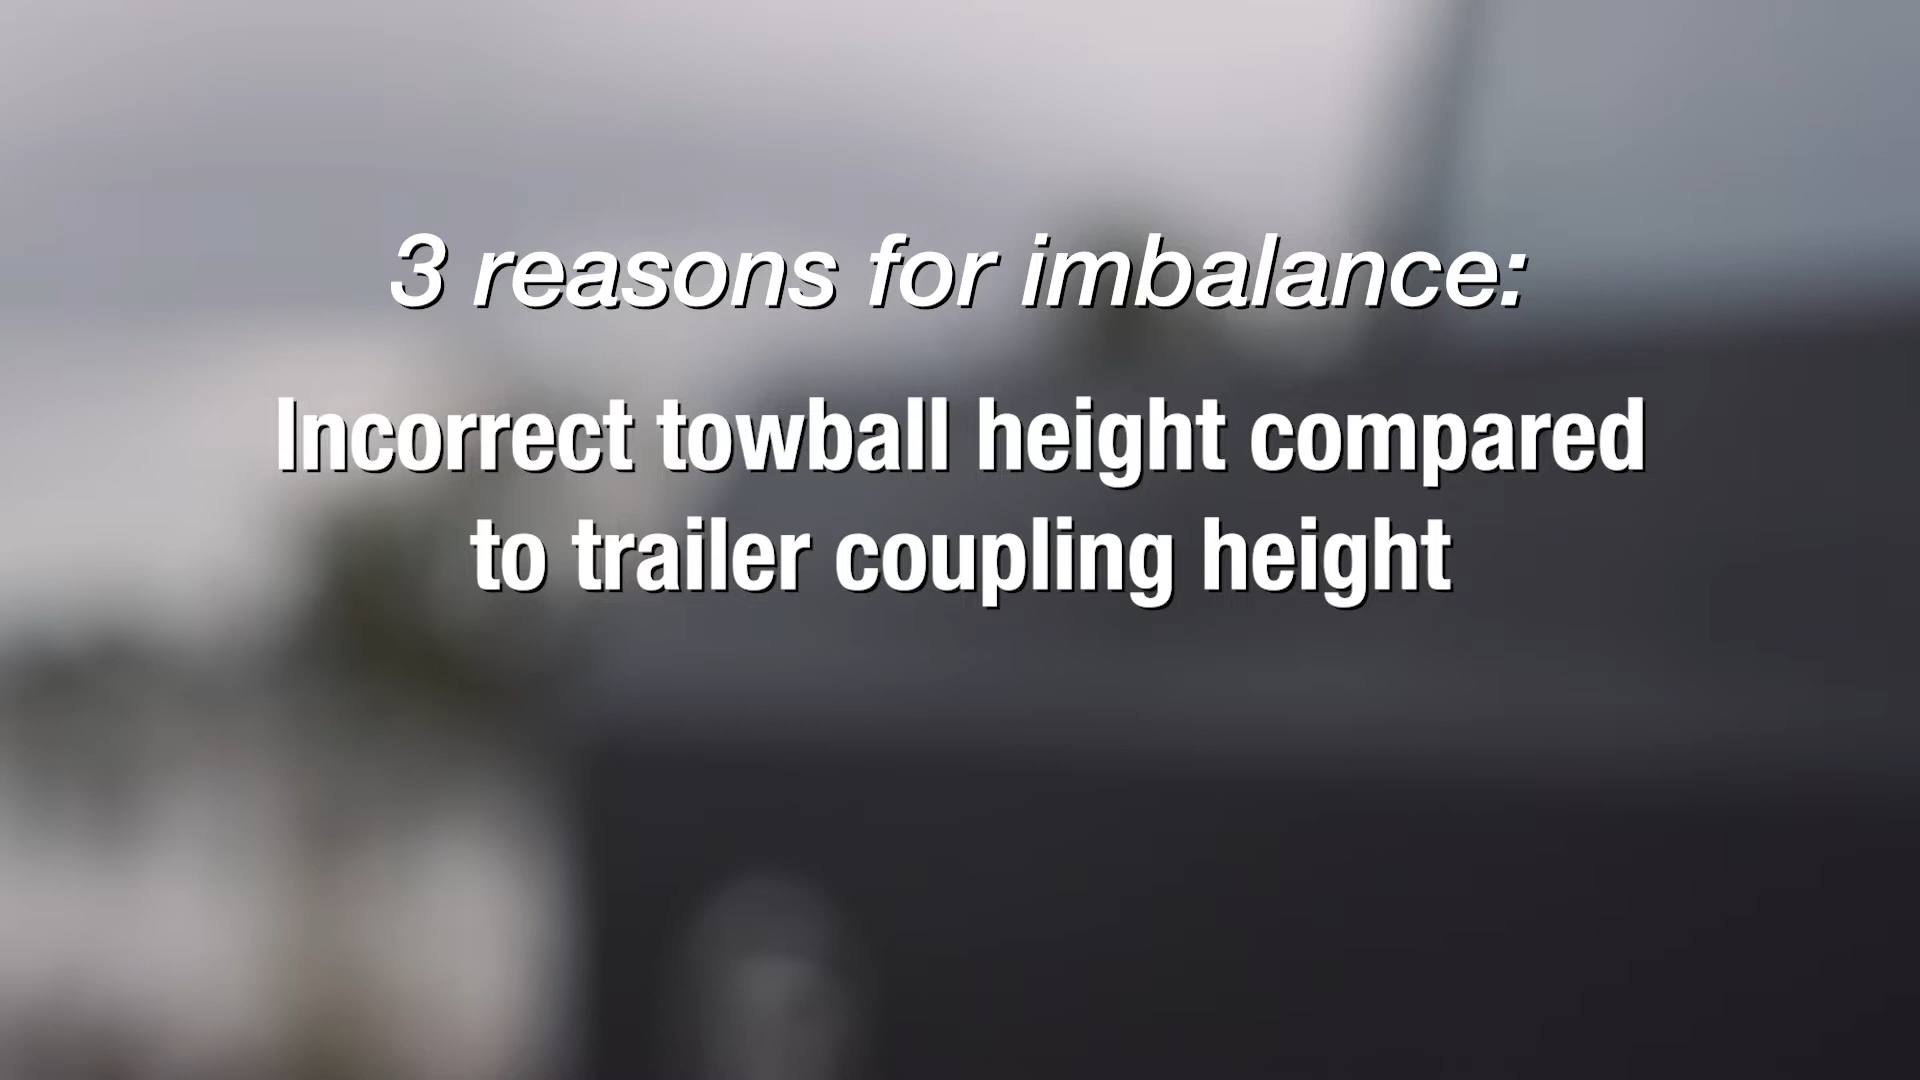 3 reasons for imbalance:
Incorrect towball height compared
to trailer coupling height